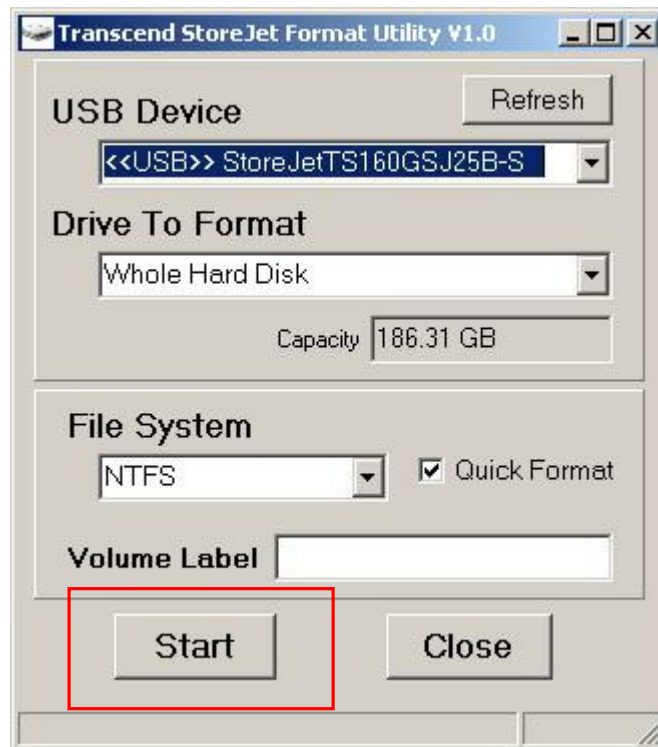 Transcend StoreJet Format Utility V1.0
USB Device
Refresh
<<USB>> StoreJetTS160GSJ25B-S
Drive To Format
Whole Hard Disk
Capacity 186.31 GB
File System
NTFS
Quick Format
Volume Label
Start
Close